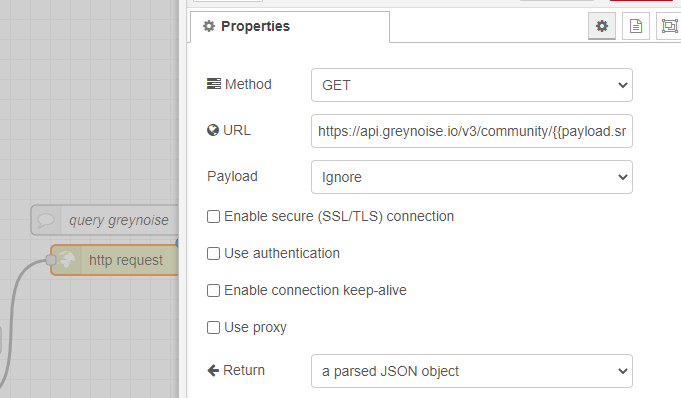 Properties
Method
GET
URL
https://api.greynoise.io/v3/community/{{payload.sr
Payload
Ignore
query greynoise
Enable secure (SSL/TLS) connection
http request
Use authentication
Enable connection keep-alive
Use proxy
Return
a parsed JSON object